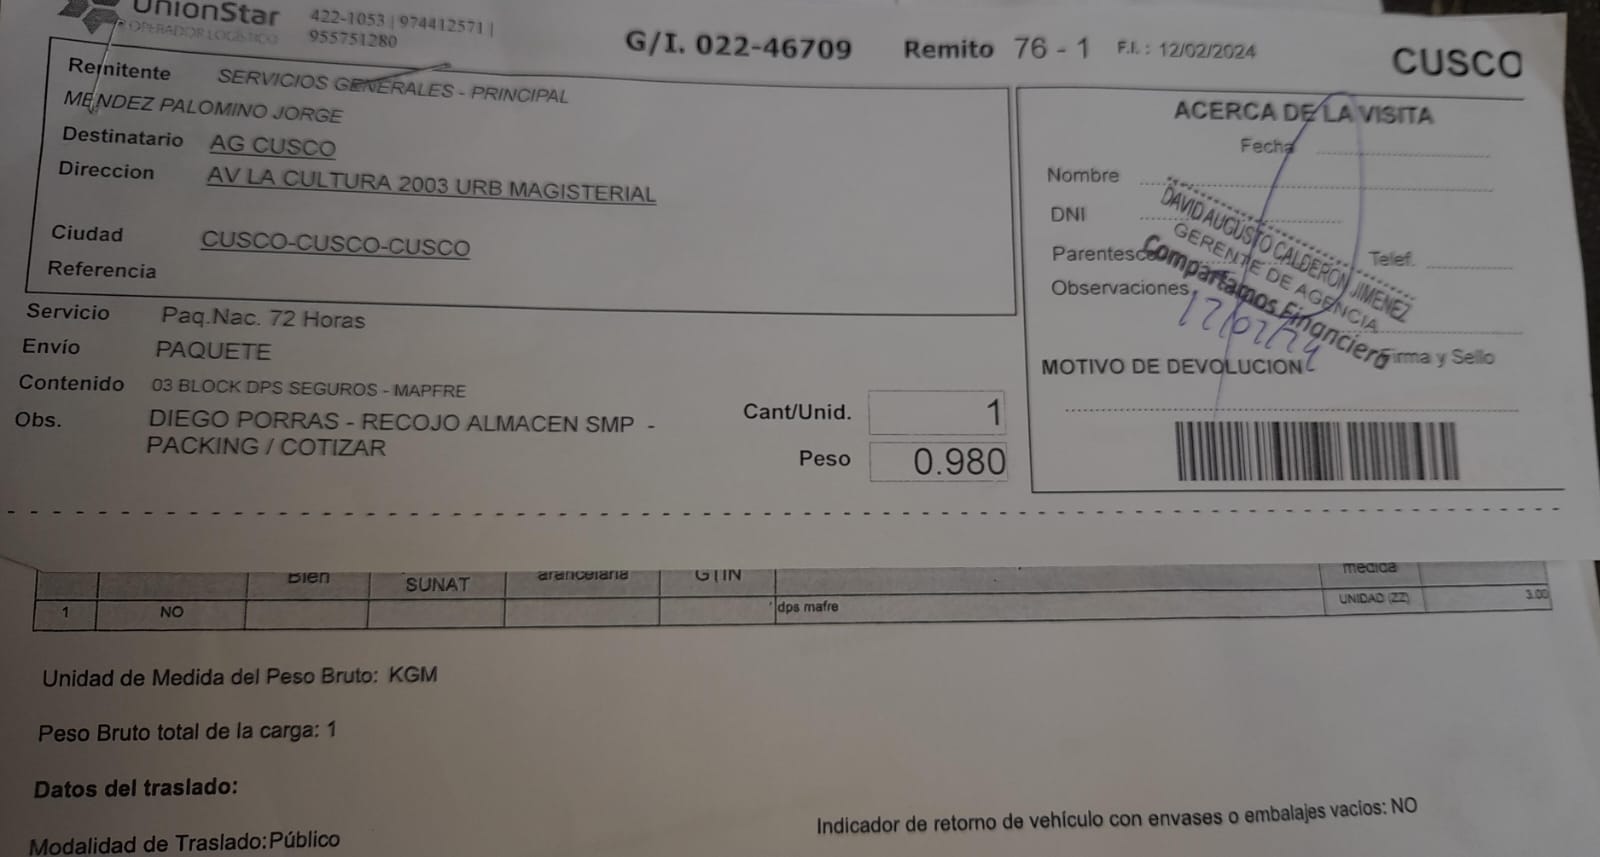 UnionStar
OPERADOR LOGÍSTICO
422-1053 | 974412571 |
955751280
G/I. 022-46709
Remito 76 - 1
F.I. : 12/02/2024
CUSCO
Remitente SERVICIOS GENERALES - PRINCIPAL
MENDEZ PALOMINO JORGE
Destinatario AG CUSCO
Direccion AV LA CULTURA 2003 URB MAGISTERIAL
Ciudad CUSCO-CUSCO-CUSCO
Referencia
Servicio Paq.Nac. 72 Horas
Envío PAQUETE
Contenido 03 BLOCK DPS SEGUROS - MAPFRE
Obs. DIEGO PORRAS - RECOJO ALMACEN SMP -
PACKING / COTIZAR
Cant/Unid. 1
Peso 0.980
ACERCA DE LA VISITA
Fecha
Nombre
DNI
Parentesco
Telef.
Observaciones
DAVID AUGUSTO CALDERON JIMENEZ
GERENTE DE AGENCIA
Compartamos Financiera
Firma y Sello
MOTIVO DE DEVOLUCION
Bien SUNAT arancelaria GTIN medida
1 NO dps mafre UNIDAD (ZZ) 3.00
Unidad de Medida del Peso Bruto: KGM
Peso Bruto total de la carga: 1
Datos del traslado:
Modalidad de Traslado:Público
Indicador de retorno de vehículo con envases o embalajes vacios: NO